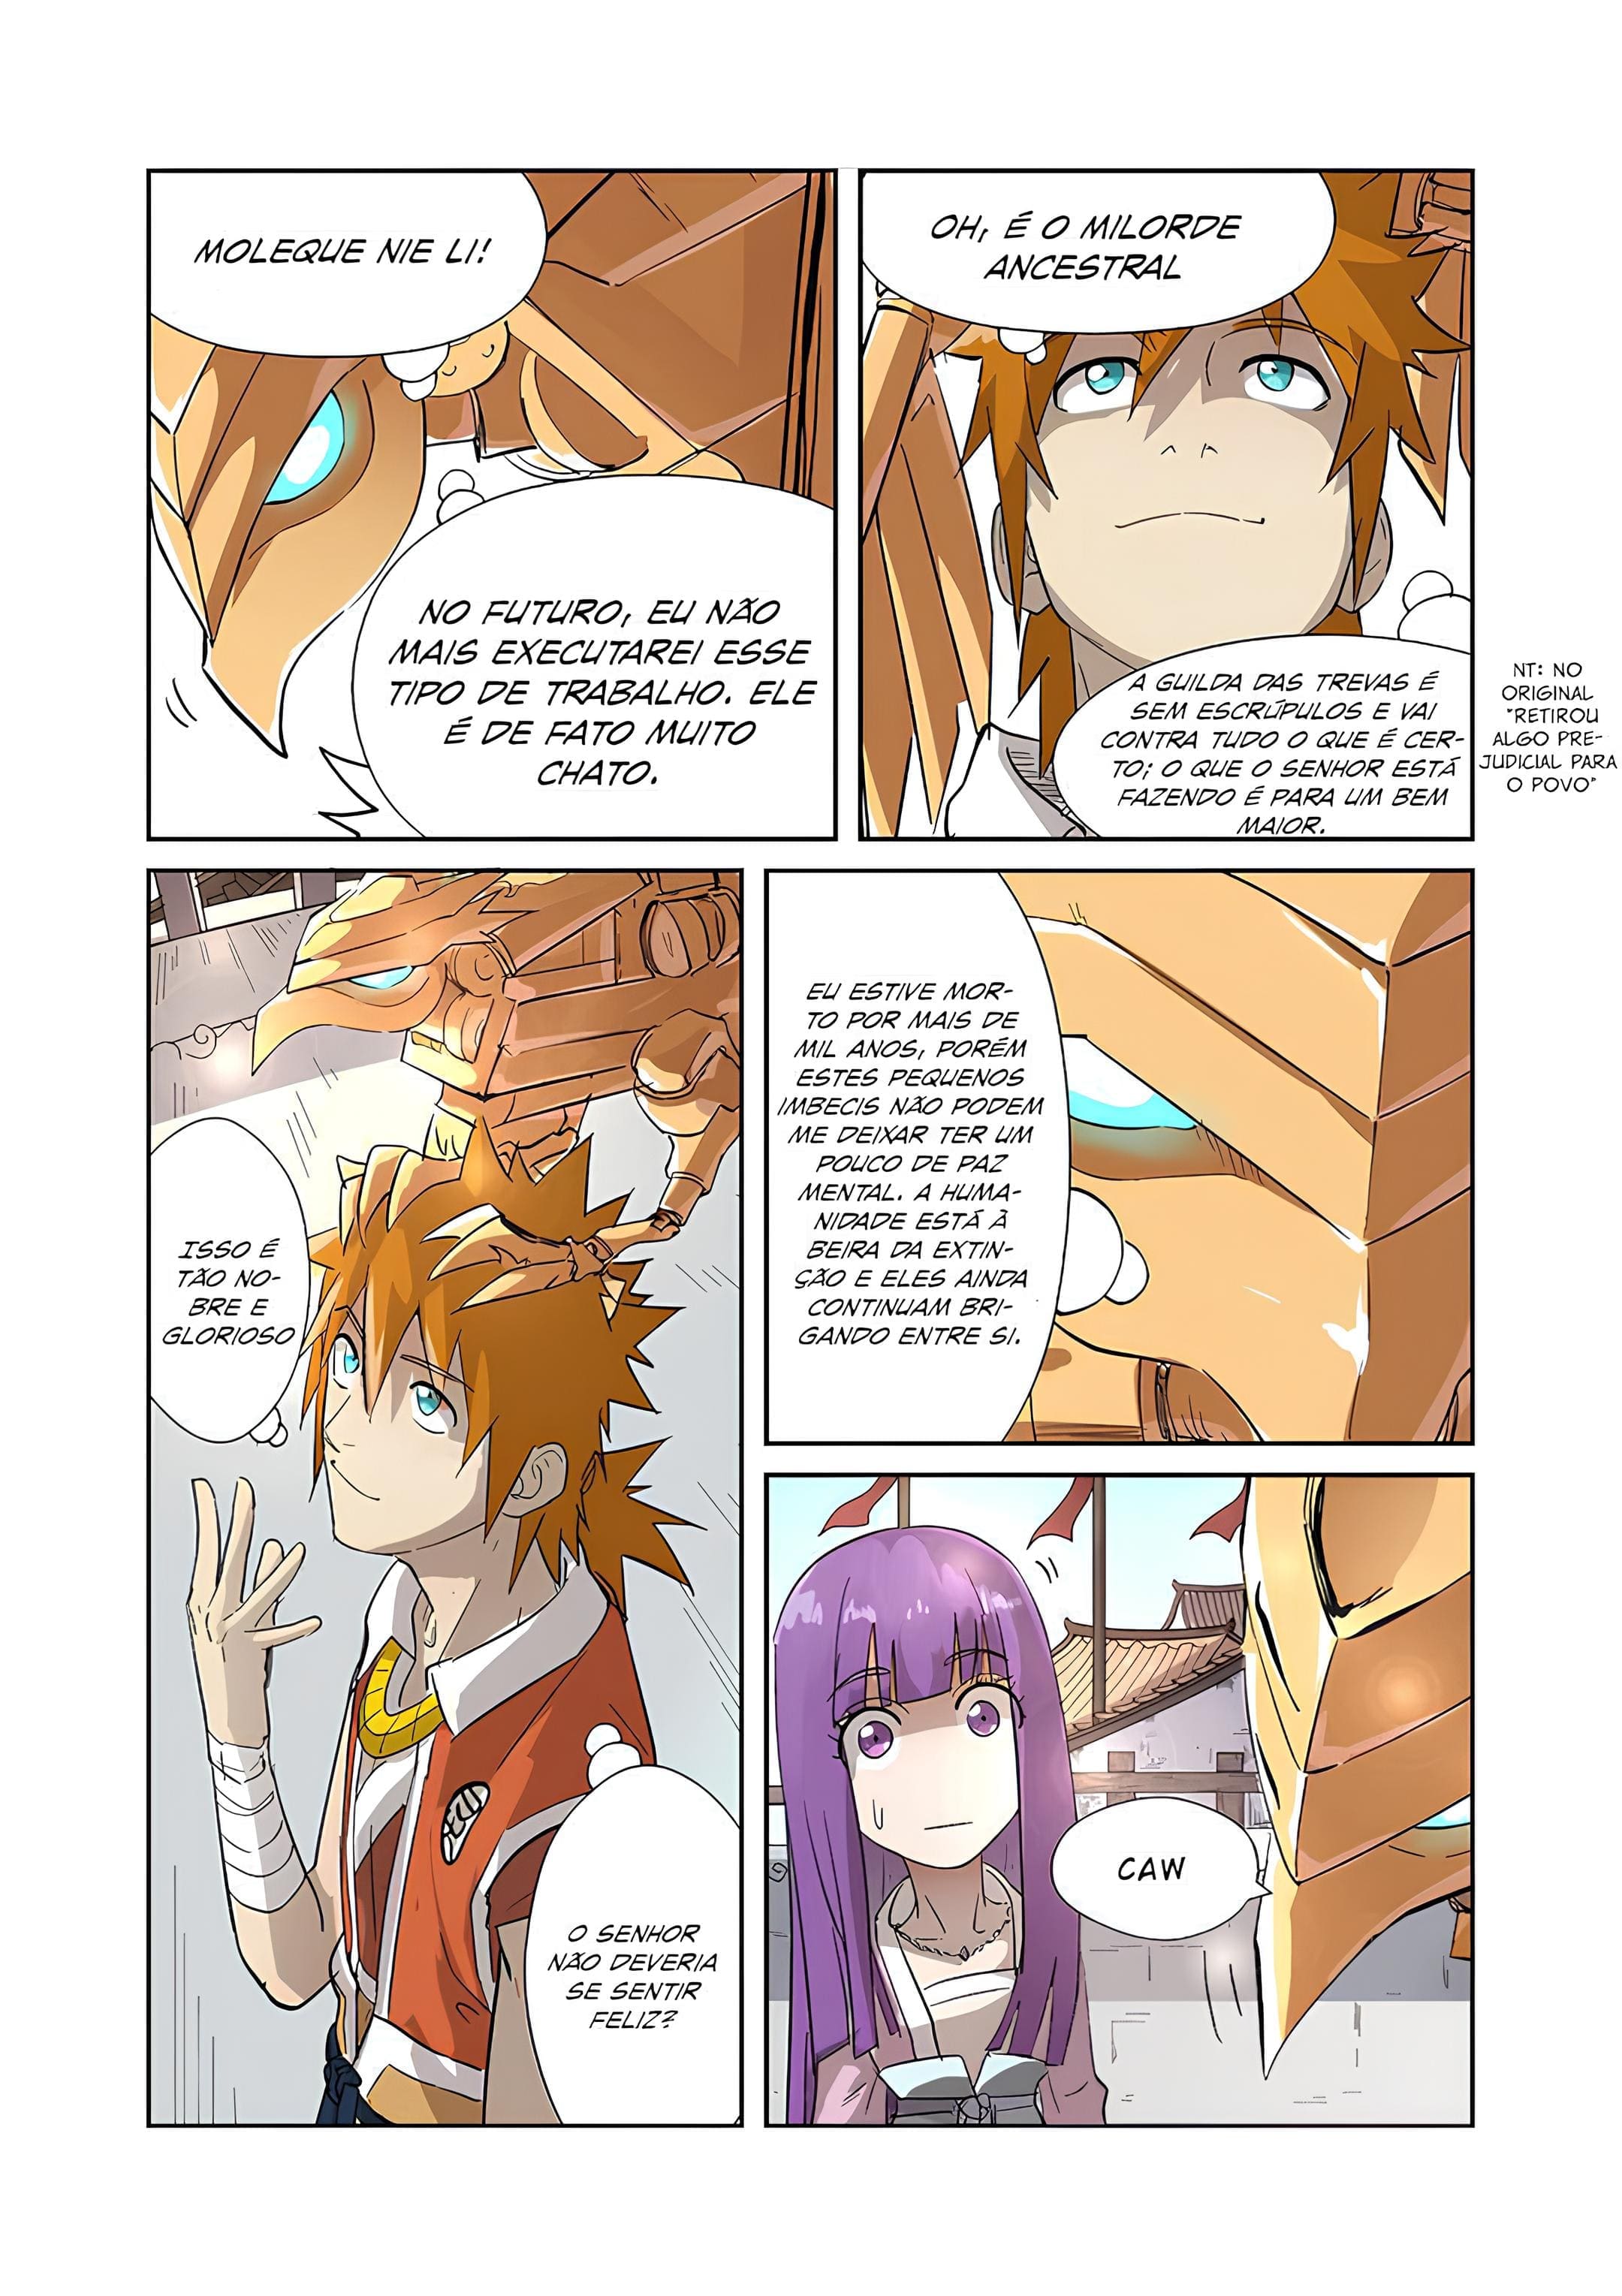 MOLEQUE NIE LI!
NO FUTURO, EU NÃO
MAIS EXECUTAREI ESSE
TIPO DE TRABALHO. ELE
É DE FATO MUITO
CHATO.
OH, É O MILORDE
ANCESTRAL
A GUILDA DAS TREVAS É
SEM ESCRÚPULOS E VAI
CONTRA TUDO O QUE É CER-
TO; O QUE O SENHOR ESTÁ
FAZENDO É PARA UM BEM
MAIOR.
NT: NO
ORIGINAL
"RETIROU
ALGO PRE-
JUDICIAL PARA
O POVO"
ISSO É
TÃO NO-
BRE E
GLORIOSO
O SENHOR
NÃO DEVERIA
SE SENTIR
FELIZ?
EU ESTIVE MOR-
TO POR MAIS DE
MIL ANOS, PORÉM
ESTES PEQUENOS
IMBECIS NÃO PODEM
ME DEIXAR TER UM
POUCO DE PAZ
MENTAL. A HUMA-
NIDADE ESTÁ À
BEIRA DA EXTIN-
ÇÃO E ELES AINDA
CONTINUAM BRI-
GANDO ENTRE SI.
CAW